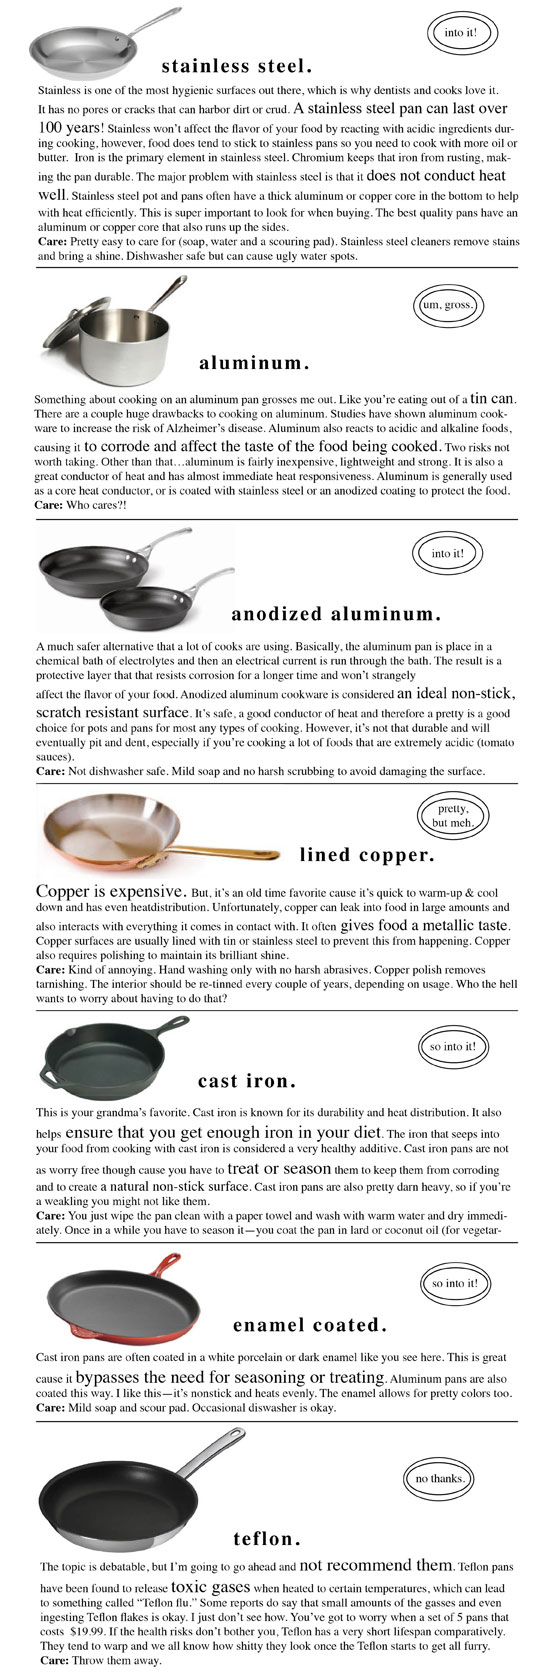 into it!
stainless steel.
Stainless is one of the most hygienic surfaces out there, which is why dentists and cooks love it.
It has no pores or cracks that can harbor dirt or crud. A stainless steel pan can last over
100 years! Stainless won't affect the flavor of your food by reacting with acidic ingredients dur-
ing cooking, however, food does tend to stick to stainless pans so you need to cook with more oil or
butter. Iron is the primary element in stainless steel. Chromium keeps that iron from rusting, mak-
ing the pan durable. The major problem with stainless steel is that it does not conduct heat
well. Stainless steel pot and pans often have a thick aluminum or copper core in the bottom to help
with heat efficiently. This is super important to look for when buying. The best quality pans have an
aluminum or copper core that also runs up the sides.
Care: Pretty easy to care for (soap, water and a scouring pad). Stainless steel cleaners remove stains
and bring a shine. Dishwasher safe but can cause ugly water spots.
um, gross.
aluminum.
Something about cooking on an aluminum pan grosses me out. Like you're eating out of a tin can.
There are a couple huge drawbacks to cooking on aluminum. Studies have shown aluminum cook-
ware to increase the risk of Alzheimer's disease. Aluminum also reacts to acidic and alkaline foods,
causing it to corrode and affect the taste of the food being cooked. Two risks not
worth taking. Other than that…aluminum is fairly inexpensive, lightweight and strong. It is also a
great conductor of heat and has almost immediate heat responsiveness. Aluminum is generally used
as a core heat conductor, or is coated with stainless steel or an anodized coating to protect the food.
Care: Who cares?!
into it!
anodized aluminum.
A much safer alternative that a lot of cooks are using. Basically, the aluminum pan is place in a
chemical bath of electrolytes and then an electrical current is run through the bath. The result is a
protective layer that that resists corrosion for a longer time and won't strangely
affect the flavor of your food. Anodized aluminum cookware is considered an ideal non-stick,
scratch resistant surface. It's safe, a good conductor of heat and therefore a pretty is a good
choice for pots and pans for most any types of cooking. However, it's not that durable and will
eventually pit and dent, especially if you're cooking a lot of foods that are extremely acidic (tomato
sauces).
Care: Not dishwasher safe. Mild soap and no harsh scrubbing to avoid damaging the surface.
pretty,
but meh.
lined copper.
Copper is expensive. But, it's an old time favorite cause it's quick to warm-up & cool
down and has even heatdistribution. Unfortunately, copper can leak into food in large amounts and
also interacts with everything it comes in contact with. It often gives food a metallic taste.
Copper surfaces are usually lined with tin or stainless steel to prevent this from happening. Copper
also requires polishing to maintain its brilliant shine.
Care: Kind of annoying. Hand washing only with no harsh abrasives. Copper polish removes
tarnishing. The interior should be re-tinned every couple of years, depending on usage. Who the hell
wants to worry about having to do that?
so into it!
cast iron.
This is your grandma's favorite. Cast iron is known for its durability and heat distribution. It also
helps ensure that you get enough iron in your diet. The iron that seeps into
your food from cooking with cast iron is considered a very healthy additive. Cast iron pans are not
as worry free though cause you have to treat or season them to keep them from corroding
and to create a natural non-stick surface. Cast iron pans are also pretty darn heavy, so if you're
a weakling you might not like them.
Care: You just wipe the pan clean with a paper towel and wash with warm water and dry immedi-
ately. Once in a while you have to season it—you coat the pan in lard or coconut oil (for vegetar-
so into it!
enamel coated.
Cast iron pans are often coated in a white porcelain or dark enamel like you see here. This is great
cause it bypasses the need for seasoning or treating. Aluminum pans are also
coated this way. I like this—it's nonstick and heats evenly. The enamel allows for pretty colors too.
Care: Mild soap and scour pad. Occasional diswasher is okay.
no thanks.
teflon.
The topic is debatable, but I'm going to go ahead and not recommend them. Teflon pans
have been found to release toxic gases when heated to certain temperatures, which can lead
to something called "Teflon flu." Some reports do say that small amounts of the gasses and even
ingesting Teflon flakes is okay. I just don't see how. You've got to worry when a set of 5 pans that
costs $19.99. If the health risks don't bother you, Teflon has a very short lifespan comparatively.
They tend to warp and we all know how shitty they look once the Teflon starts to get all furry.
Care: Throw them away.